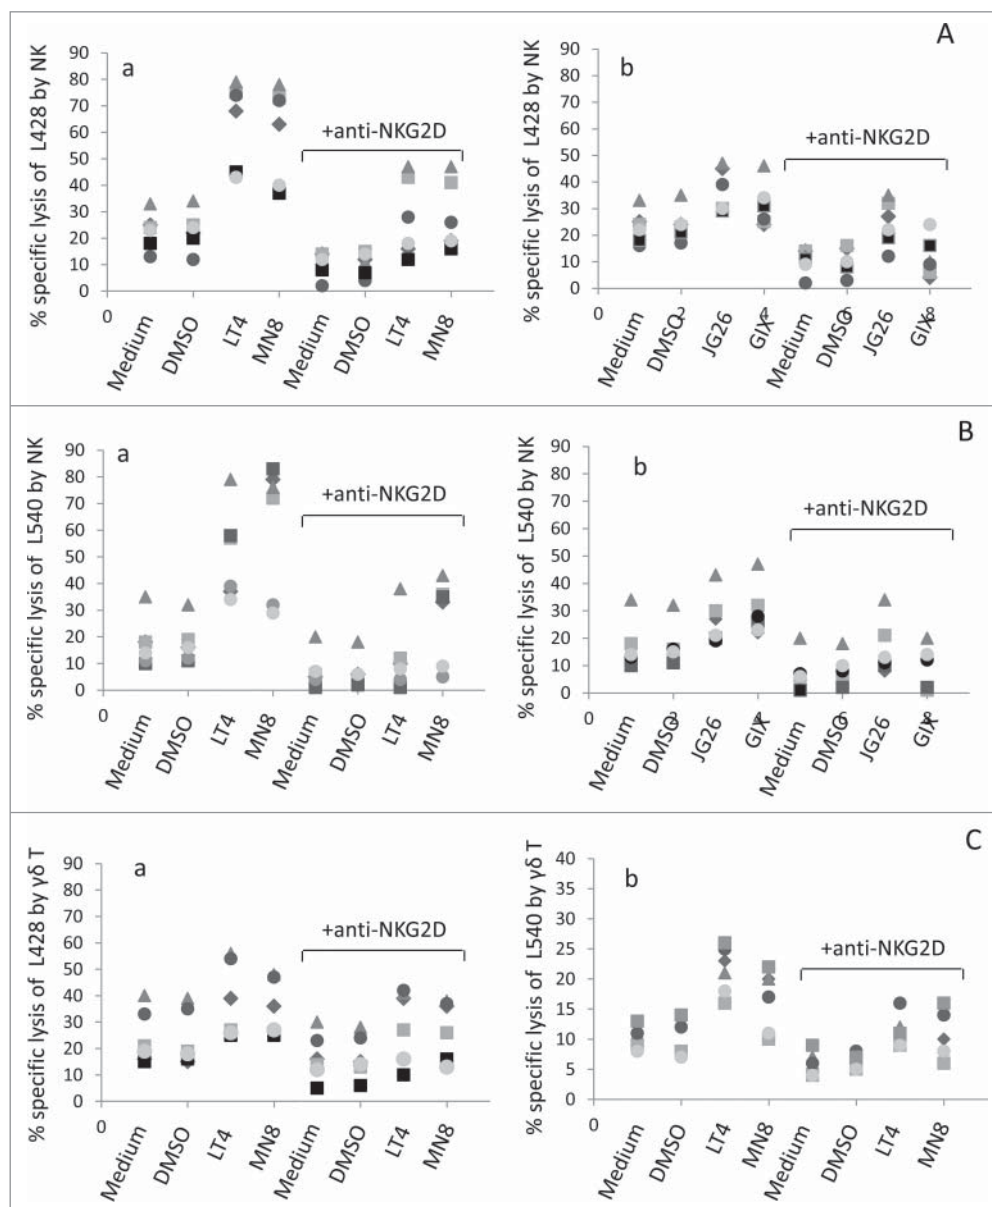 A
a
% specific lysis of L428 by NK
90
80
70
60
50
40
30
20
10
0
0
+anti-NKG2D
Medium
DMSO
LT4
MN8
Medium
DMSO
LT4
MN8
b
% specific lysis of L428 by NK
90
80
70
60
50
40
30
20
10
0
0
2
4
6
8
+anti-NKG2D
Medium
DMSO
JG26
GIX
Medium
DMSO
JG26
GIX
B
a
% specific lysis of L540 by NK
90
80
70
60
50
40
30
20
10
0
0
+anti-NKG2D
Medium
DMSO
LT4
MN8
Medium
DMSO
LT4
MN8
b
% specific lysis of L540 by NK
90
80
70
60
50
40
30
20
10
0
0
2
4
6
8
+anti-NKG2D
Medium
DMSO
JG26
GIX
Medium
DMSO
JG26
GIX
C
a
% specific lysis of L428 by γδ T
90
80
70
60
50
40
30
20
10
0
0
+anti-NKG2D
Medium
DMSO
LT4
MN8
Medium
DMSO
LT4
MN8
b
% specific lysis of L540 by γδ T
40
35
30
25
20
15
10
5
0
0
+anti-NKG2D
Medium
DMSO
LT4
MN8
Medium
DMSO
LT4
MN8